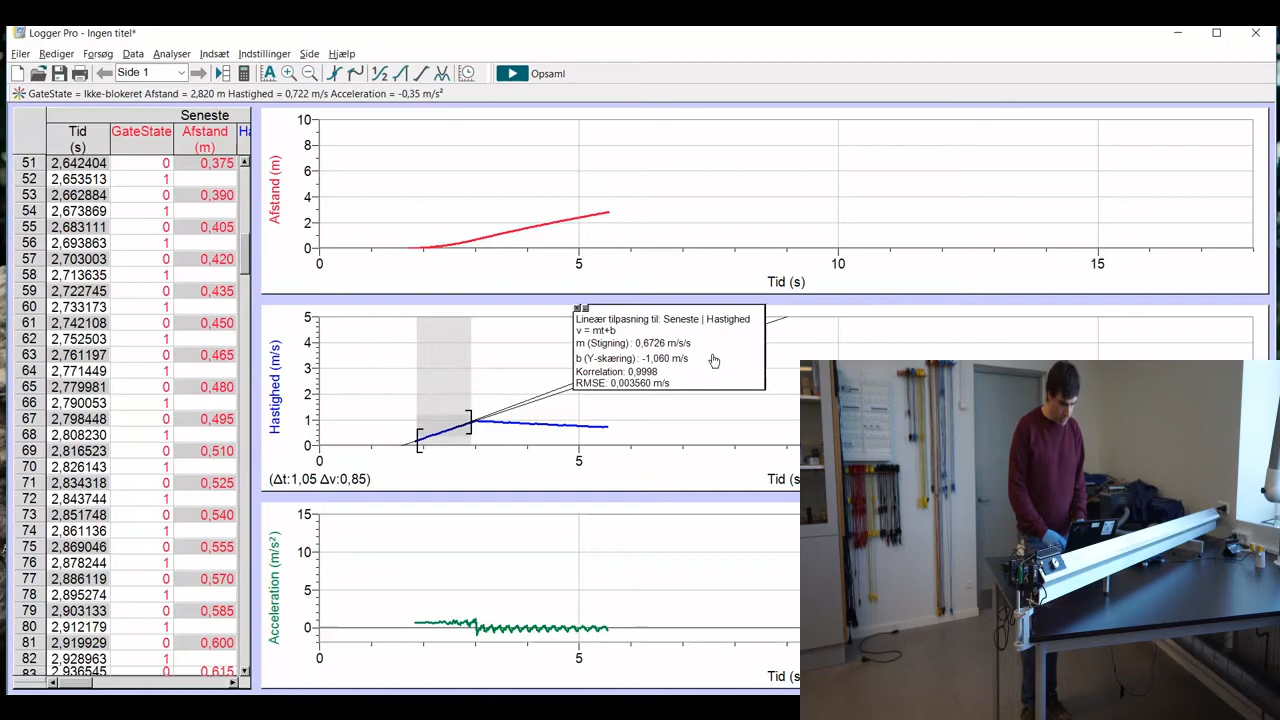 Logger Pro - Ingen titel*
Filer Rediger Forsøg Data Analyser Indsæt Indstillinger Side Hjælp
Side 1 Opsaml
GateState = Ikke-blokeret Afstand = 2,820 m Hastighed = 0,722 m/s Acceleration = -0,35 m/s²
Seneste
Tid GateState Afstand Ha
(s) (m)
51 2,642404 0 0,375
52 2,653513 1
53 2,662884 0 0,390
54 2,673869 1
55 2,683111 0 0,405
56 2,693863 1
57 2,703003 0 0,420
58 2,713635 1
59 2,722745 0 0,435
60 2,733173 1
61 2,742108 0 0,450
62 2,752503 1
63 2,761197 0 0,465
64 2,771449 1
65 2,779981 0 0,480
66 2,790053 1
67 2,798448 0 0,495
68 2,808230 1
69 2,816523 0 0,510
70 2,826143 1
71 2,834318 0 0,525
72 2,843744 1
73 2,851748 0 0,540
74 2,861136 1
75 2,869046 0 0,555
76 2,878244 1
77 2,886119 0 0,570
78 2,895274 1
79 2,903133 0 0,585
80 2,912179 1
81 2,919929 0 0,600
82 2,928963 1
83 2,936545 0 0,615
Afstand (m)
10
8
6
4
2
0
0 5 10 15
Tid (s)
Hastighed (m/s)
5
4
3
2
1
0
0 5
(Δt:1,05 Δv:0,85)
Tid (s)
Lineær tilpasning til: Seneste | Hastighed
v = mt+b
m (Stigning) : 0,6726 m/s/s
b (Y-skæring) : -1,060 m/s
Korrelation: 0,9998
RMSE: 0,003560 m/s
Acceleration (m/s²)
15
10
5
0
0 5
Tid (s)